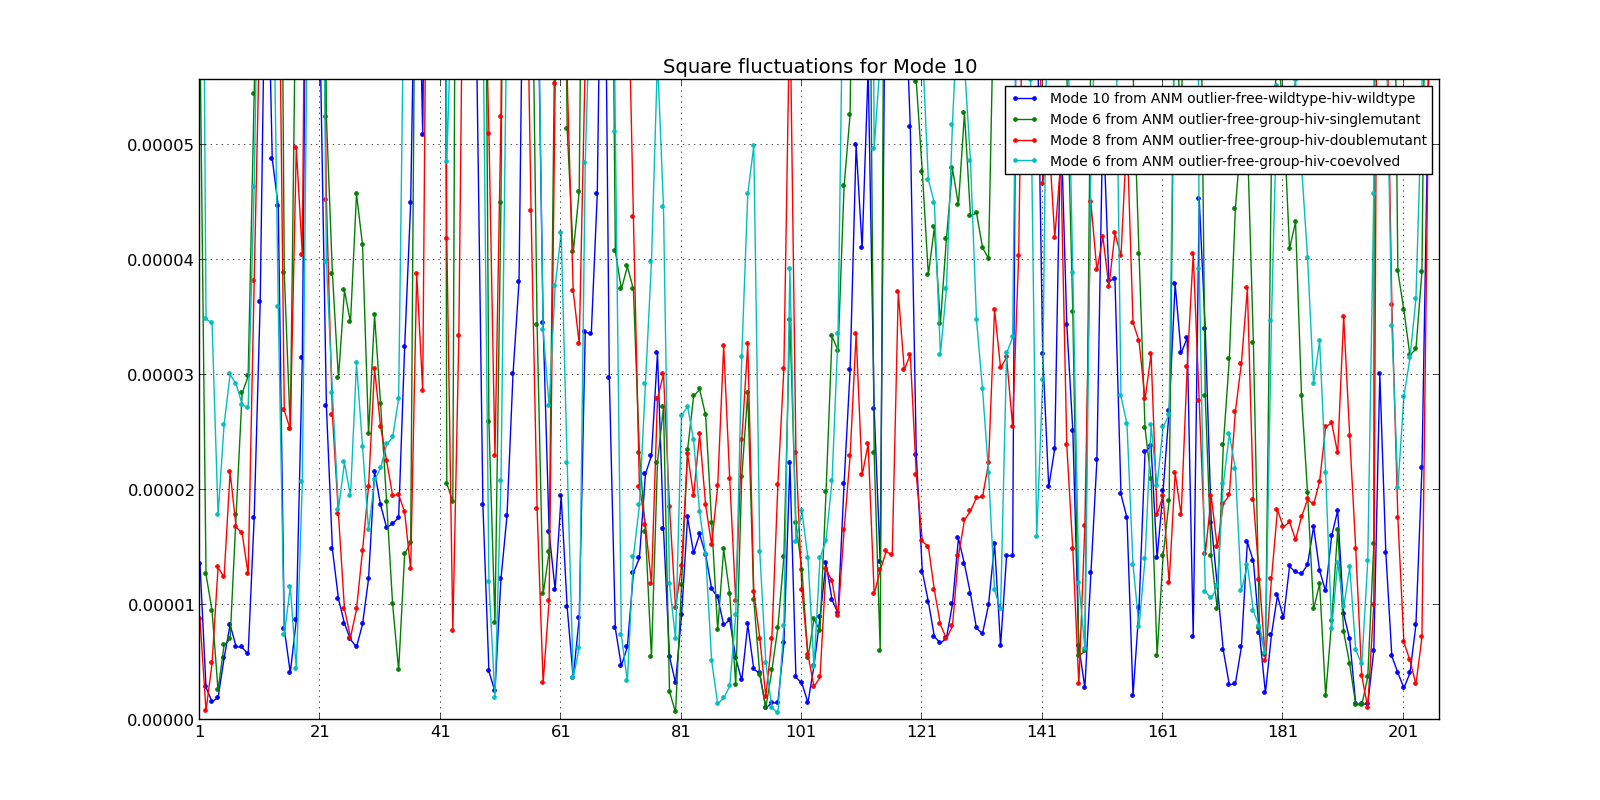 Square fluctuations for Mode 10
Mode 10 from ANM outlier-free-wildtype-hiv-wildtype
Mode 6 from ANM outlier-free-group-hiv-singlemutant
Mode 8 from ANM outlier-free-group-hiv-doublemutant
Mode 6 from ANM outlier-free-group-hiv-coevolved
0.00005
0.00004
0.00003
0.00002
0.00001
0.00000
1 21 41 61 81 101 121 141 161 181 201